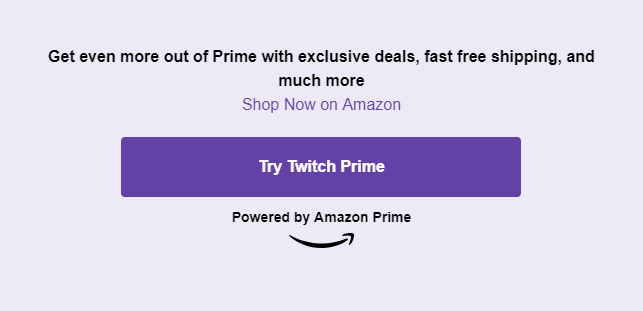 Get even more out of Prime with exclusive deals, fast free shipping, and
much more
Shop Now on Amazon
Try Twitch Prime
Powered by Amazon Prime